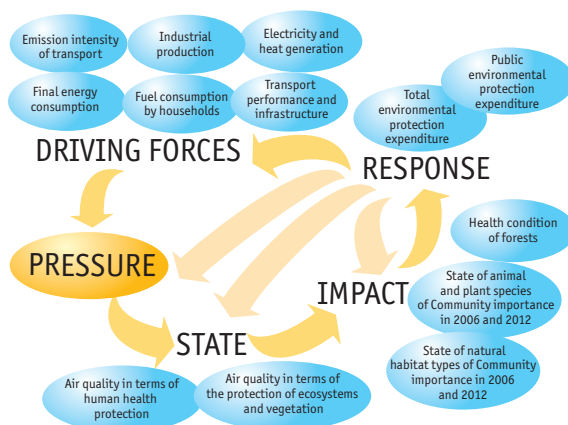 Emission intensity
of transport
Industrial
production
Electricity and
heat generation
Final energy
consumption
Fuel consumption
by households
Transport
performance and
infrastructure
Public
environmental
protection
expenditure
Total
environmental
protection
expenditure
DRIVING FORCES
RESPONSE
Health condition
of forests
PRESSURE
IMPACT
State of animal
and plant species
of Community importance
in 2006 and 2012
STATE
State of natural
habitat types of Community
importance in 2006
and 2012
Air quality in terms of
human health
protection
Air quality in terms of
the protection of ecosystems
and vegetation